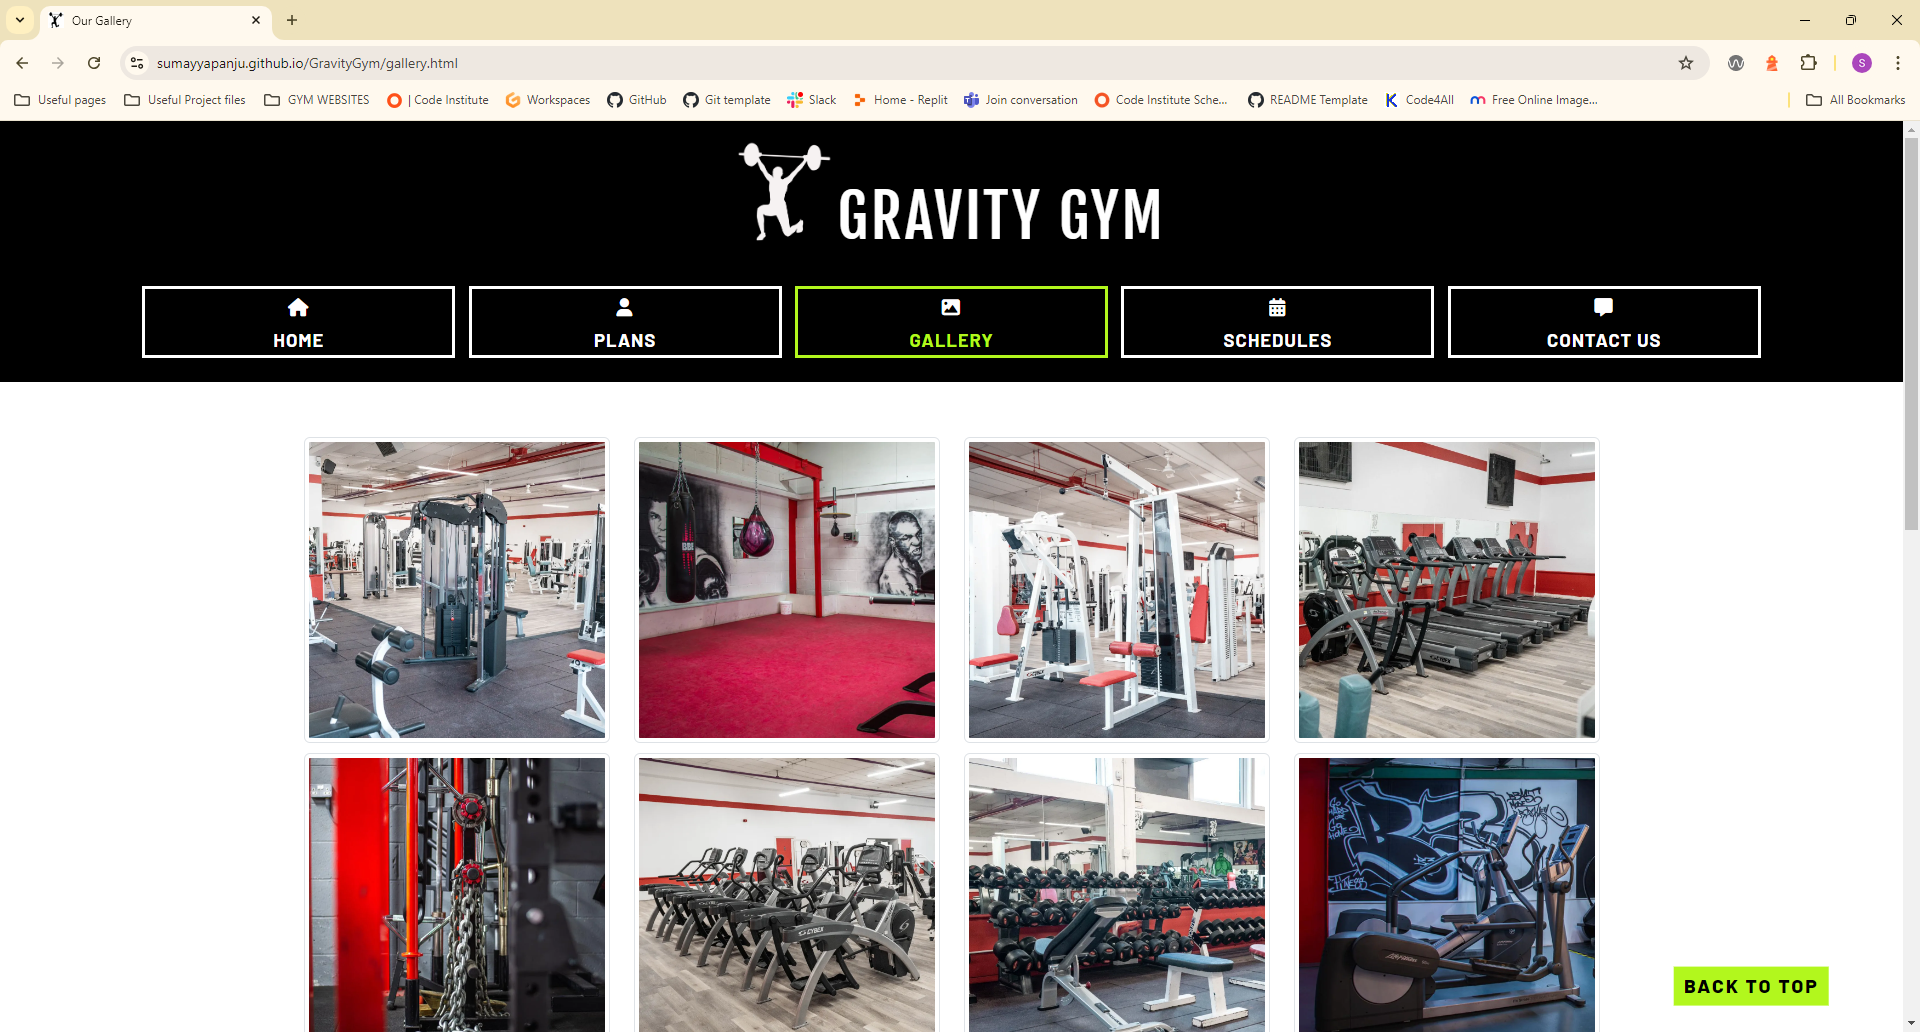 Our Gallery
sumayyapanju.github.io/GravityGym/gallery.html
S
Useful pages
Useful Project files
GYM WEBSITES
| Code Institute
Workspaces
GitHub
Git template
Slack
Home - Replit
Join conversation
Code Institute Sche...
README Template
Code4All
Free Online Image...
All Bookmarks
GRAVITY GYM
HOME
PLANS
GALLERY
SCHEDULES
CONTACT US
CYBEX
BACK TO TOP